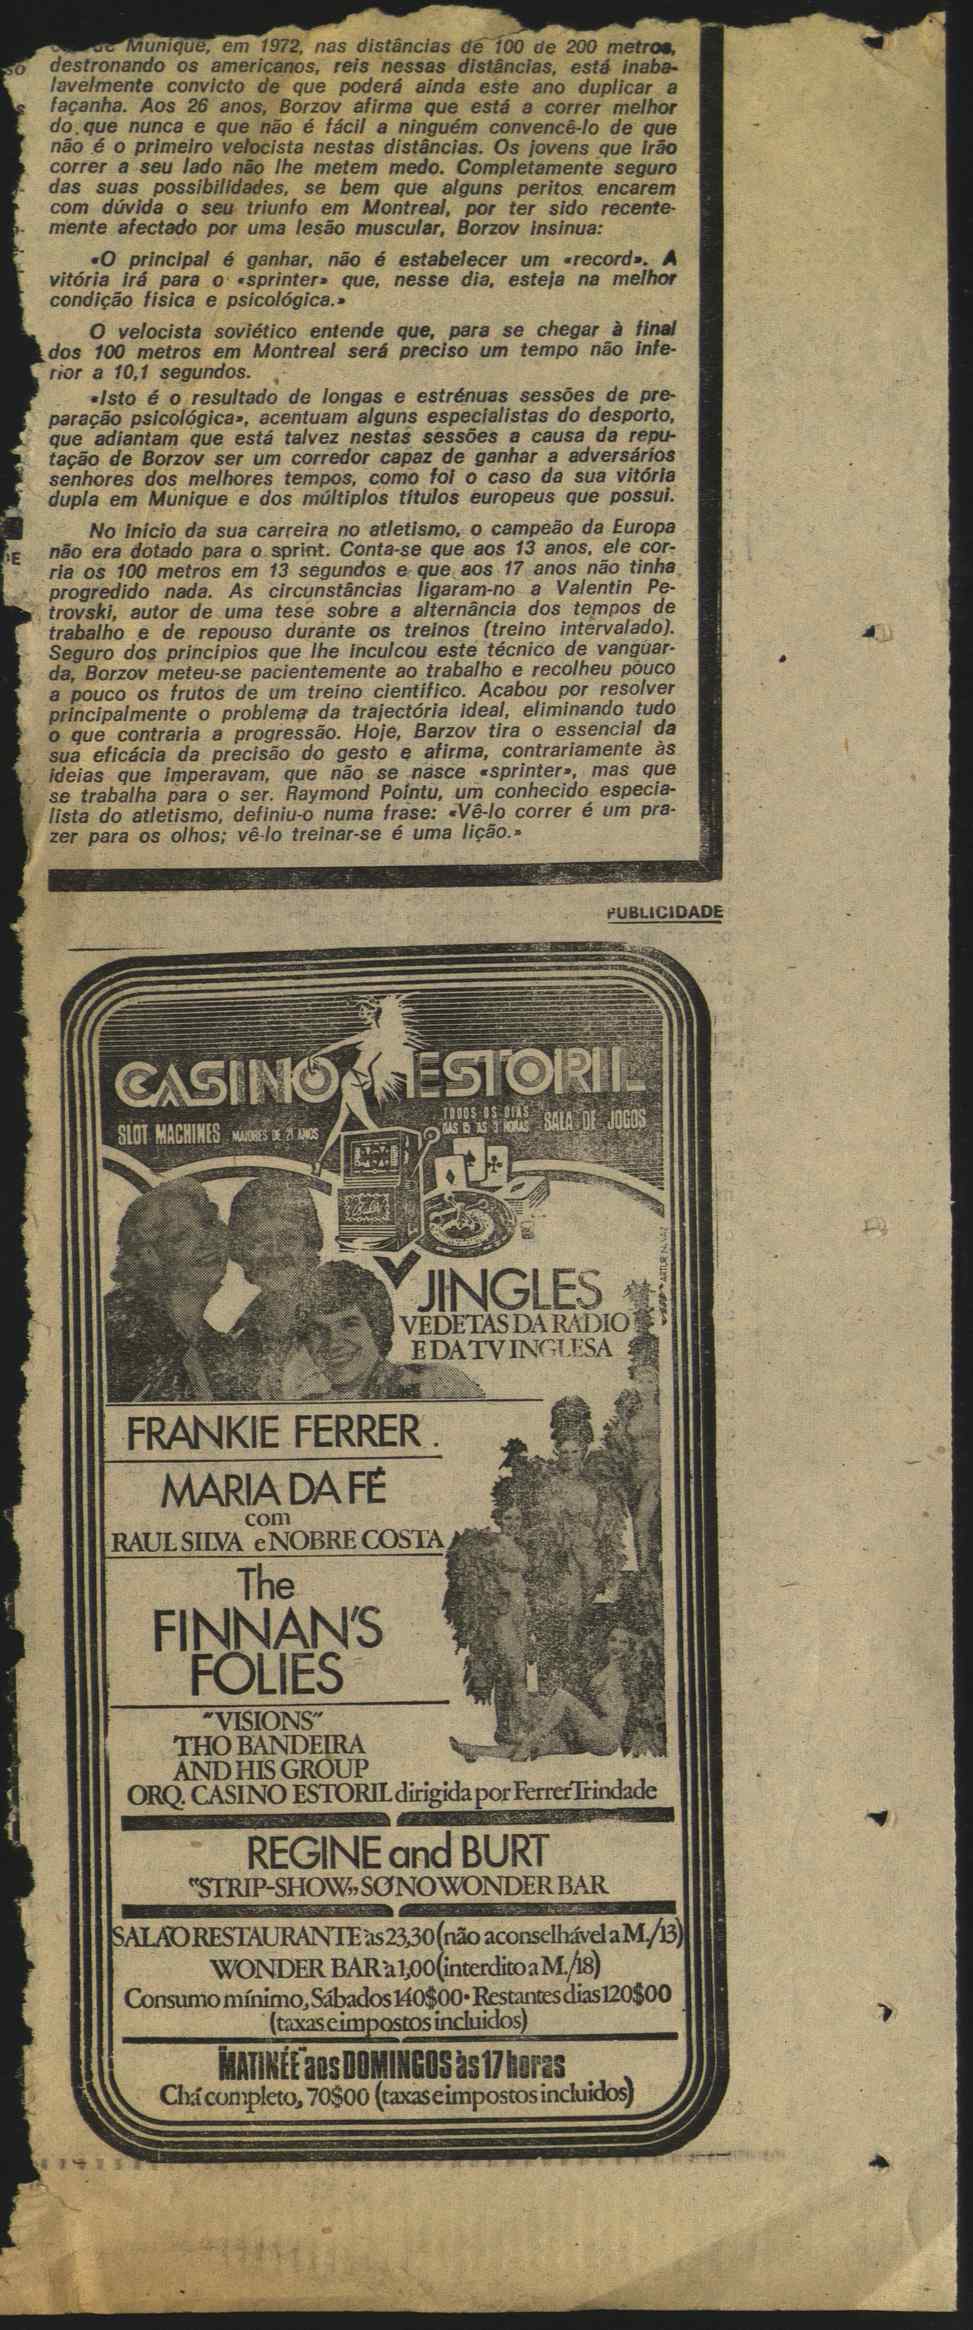 Munique, em 1972, nas distâncias de 100 de 200 metros,
destronando os americanos, reis nessas distâncias, está inaba-
lavelmente convicto de que poderá ainda este ano duplicar a
façanha. Aos 26 anos, Borzov afirma que está a correr melhor
do que nunca e que não é fácil a ninguém convencê-lo de que
não é o primeiro velocista nestas distâncias. Os jovens que irão
correr a seu lado não lhe metem medo. Completamente seguro
das suas possibilidades, se bem que alguns peritos encarem
com dúvida o seu triunfo em Montreal, por ter sido recente-
mente afectado por uma lesão muscular, Borzov insinua:
«O principal é ganhar, não é estabelecer um «record». A
vitória irá para o «sprinter» que, nesse dia, esteja na melhor
condição física e psicológica.»
O velocista soviético entende que, para se chegar à final
dos 100 metros em Montreal será preciso um tempo não infe-
rior a 10,1 segundos.
«Isto é o resultado de longas e estrénuas sessões de pre-
paração psicológica», acentuam alguns especialistas do desporto,
que adiantam que está talvez nestas sessões a causa da repu-
tação de Borzov ser um corredor capaz de ganhar a adversários
senhores dos melhores tempos, como foi o caso da sua vitória
dupla em Munique e dos múltiplos títulos europeus que possui.
No início da sua carreira no atletismo, o campeão da Europa
não era dotado para o sprint. Conta-se que aos 13 anos, ele cor-
ria os 100 metros em 13 segundos e que aos 17 anos não tinha
progredido nada. As circunstâncias ligaram-no a Valentin Pe-
trovski, autor de uma tese sobre a alternância dos tempos de
trabalho e de repouso durante os treinos (treino intervalado).
Seguro dos princípios que lhe inculcou este técnico de vanguar-
da, Borzov meteu-se pacientemente ao trabalho e recolheu pouco
a pouco os frutos de um treino científico. Acabou por resolver
principalmente o problema da trajectória ideal, eliminando tudo
o que contraria a progressão. Hoje, Barzov tira o essencial da
sua eficácia da precisão do gesto e afirma, contrariamente às
ideias que imperavam, que não se nasce «sprinter», mas que
se trabalha para o ser. Raymond Pointu, um conhecido especia-
lista do atletismo, definiu-o numa frase: «Vê-lo correr é um pra-
zer para os olhos; vê-lo treinar-se é uma lição.»
PUBLICIDADE
CASINO ESTORIL
SLOT MACHINES MAIORES DE 21 ANOS
TODOS OS DIAS
DAS 15 ÀS 3 HORAS
SALA DE JOGOS
JINGLES
VEDETAS DA RADIO
E DA TV INGLESA
FRANKIE FERRER
MARIA DA FÉ
com
RAUL SILVA e NOBRE COSTA
The
FINNAN'S
FOLIES
"VISIONS"
THO BANDEIRA
AND HIS GROUP
ORQ. CASINO ESTORIL dirigida por Ferrer Trindade
REGINE and BURT
"STRIP-SHOW" SÓ NO WONDER BAR
SALÃO RESTAURANTE às 23,30 (não aconselhável a M./13)
WONDER BAR à 1,00 (interdito a M./18)
Consumo mínimo, Sábados 140$00 • Restantes dias 120$00
(taxas e impostos incluidos)
"MATINÉE" aos DOMINGOS às 17 horas
Chá completo, 70$00 (taxas e impostos incluidos)